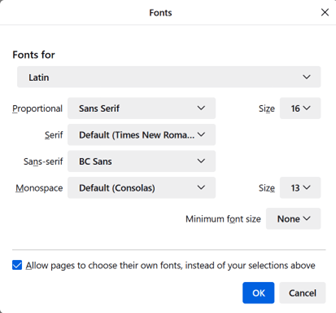 Fonts
Fonts for
Latin
Proportional Sans Serif Size 16
Serif Default (Times New Roma...
Sans-serif BC Sans
Monospace Default (Consolas) Size 13
Minimum font size None
Allow pages to choose their own fonts, instead of your selections above
OK Cancel